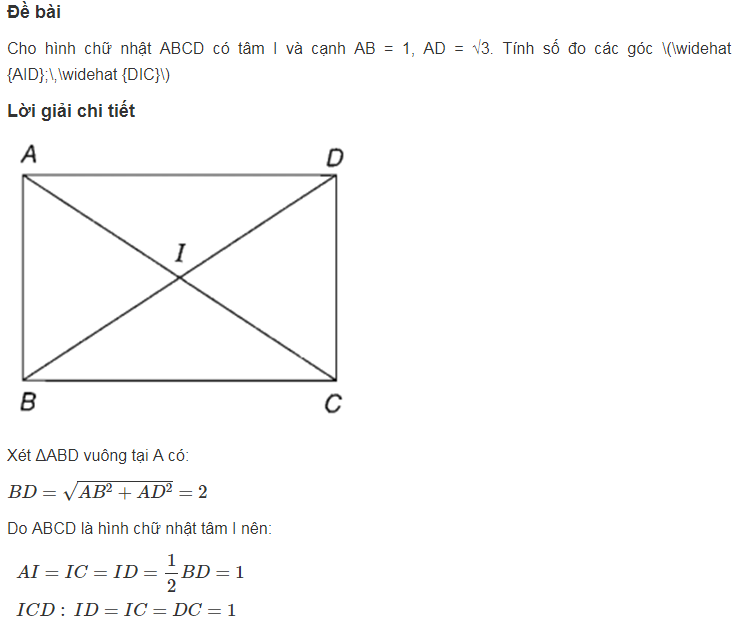 Đề bài
Cho hình chữ nhật ABCD có tâm I và cạnh AB = 1, AD = √3. Tính số đo các góc \(\widehat
{AID};\,\widehat {DIC}\)
Lời giải chi tiết
A
D
I
B
C
Xét ΔABD vuông tại A có:
BD = √(AB² + AD²) = 2
Do ABCD là hình chữ nhật tâm I nên:
AI = IC = ID = 1/2 BD = 1
ICD : ID = IC = DC = 1